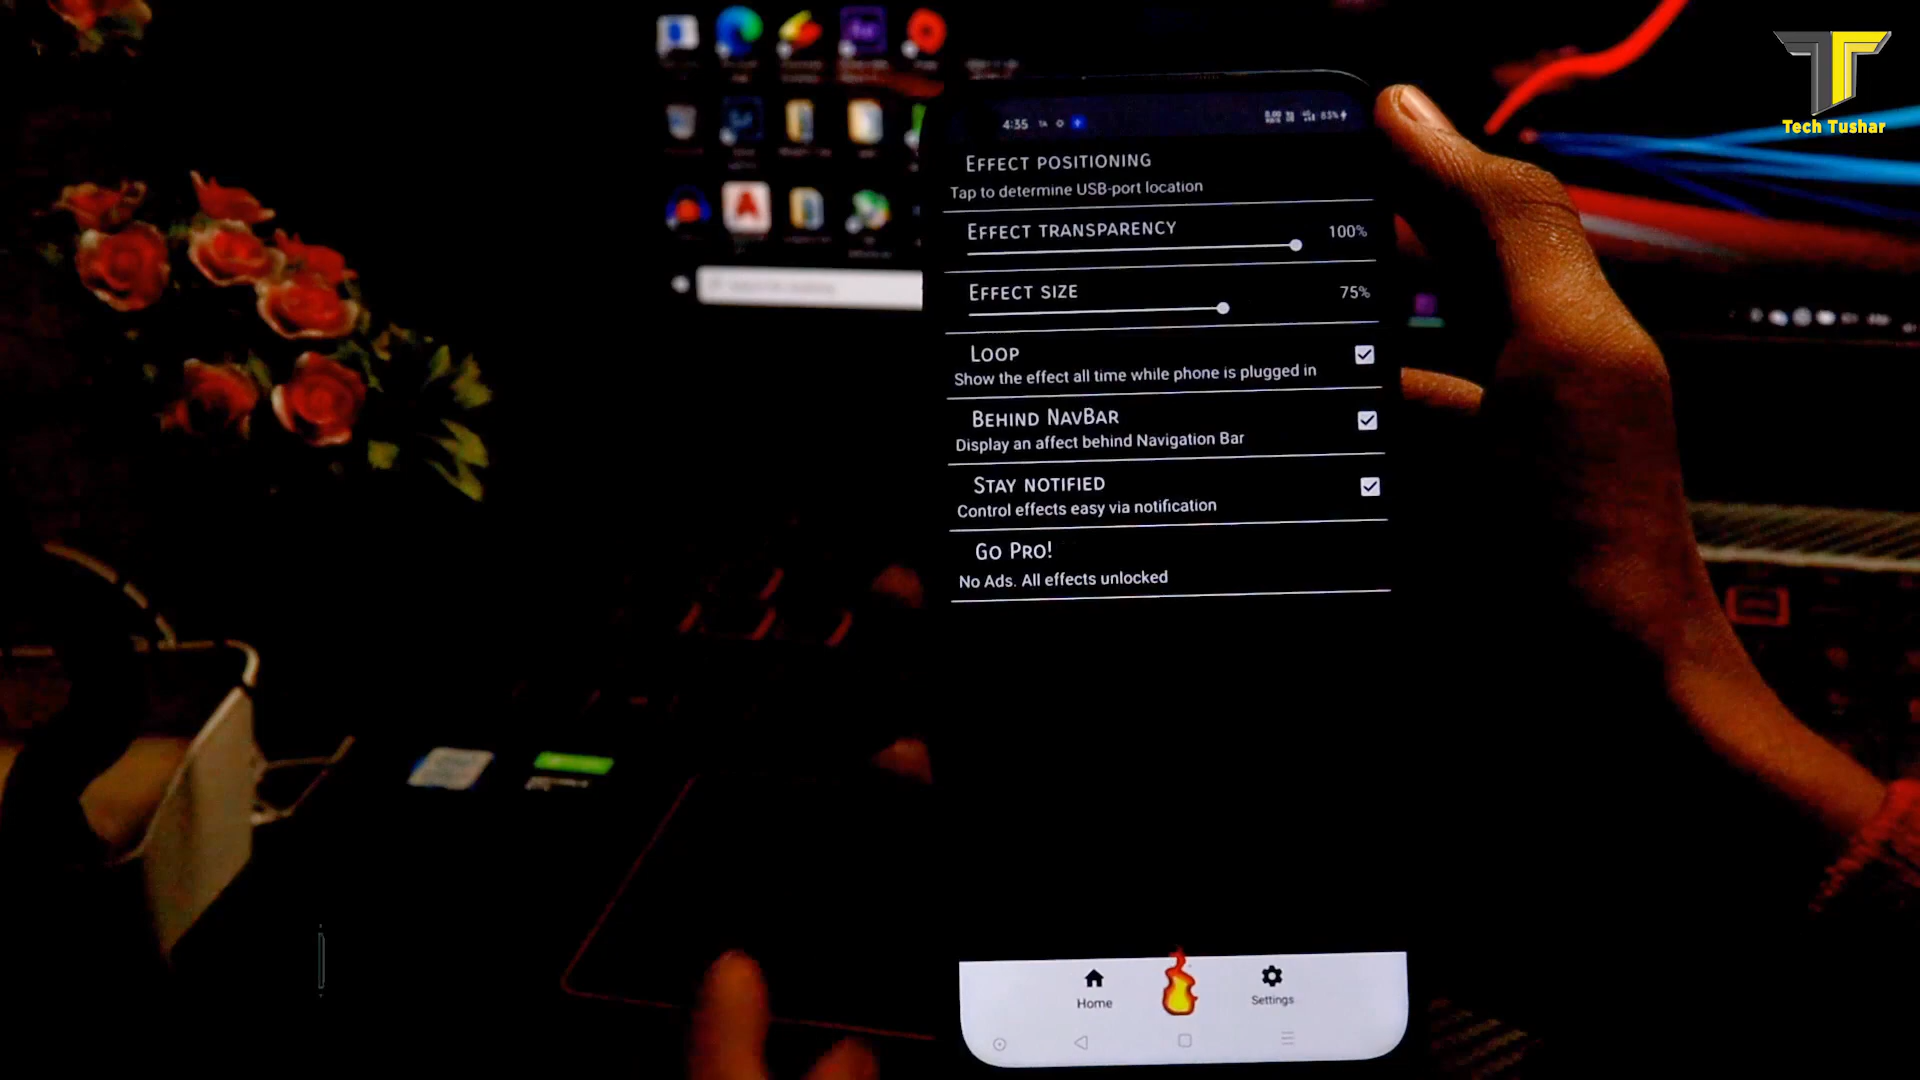 Tech Tushar
4:35
83%
EFFECT POSITIONING
Tap to determine USB-port location
EFFECT TRANSPARENCY
100%
EFFECT SIZE
75%
LOOP
Show the effect all time while phone is plugged in
BEHIND NAVBAR
Display an affect behind Navigation Bar
STAY NOTIFIED
Control effects easy via notification
GO PRO!
No Ads. All effects unlocked
Home
Settings